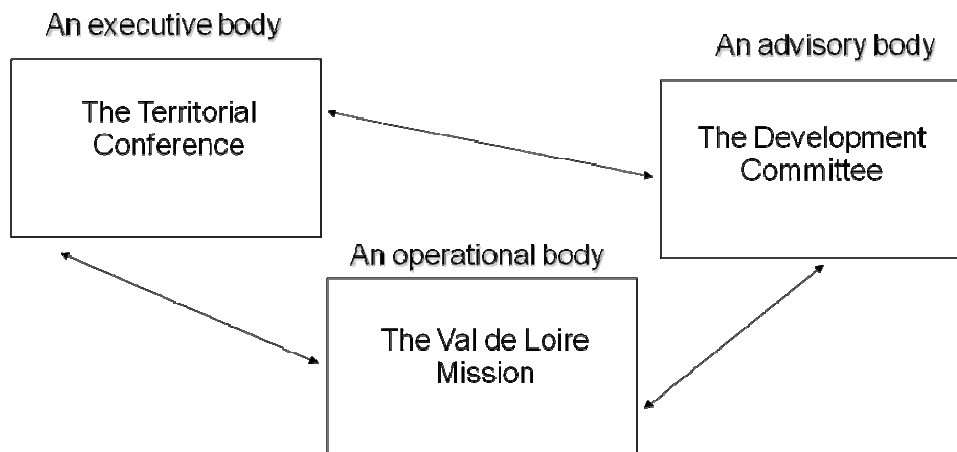 An executive body
The Territorial
Conference
An advisory body
The Development
Committee
An operational body
The Val de Loire
Mission